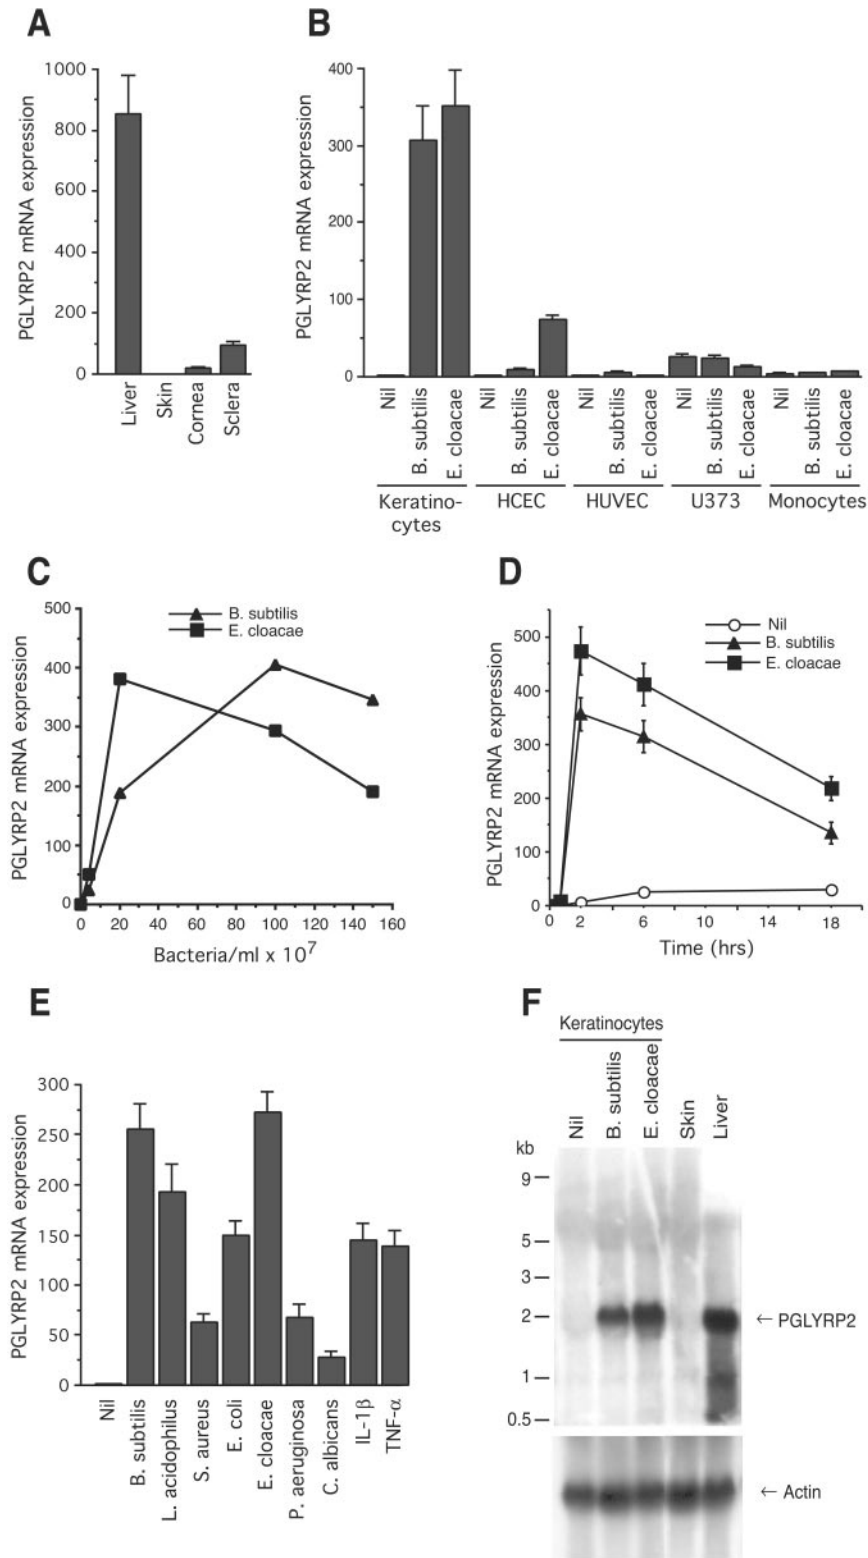 A
PGLYRP2 mRNA expression
1000
800
600
400
200
0
Liver
Skin
Cornea
Sclera
B
PGLYRP2 mRNA expression
400
300
200
100
0
Nil
B. subtilis
E. cloacae
Nil
B. subtilis
E. cloacae
Nil
B. subtilis
E. cloacae
Nil
B. subtilis
E. cloacae
Nil
B. subtilis
E. cloacae
Keratino-
cytes
HCEC
HUVEC
U373
Monocytes
C
B. subtilis
E. cloacae
PGLYRP2 mRNA expression
500
400
300
200
100
0
0 20 40 60 80 100 120 140 160
Bacteria/ml x 10⁷
D
Nil
B. subtilis
E. cloacae
PGLYRP2 mRNA expression
500
400
300
200
100
0
0 2 6 10 14 18
Time (hrs)
E
PGLYRP2 mRNA expression
300
250
200
150
100
50
0
Nil
B. subtilis
L. acidophilus
S. aureus
E. coli
E. cloacae
P. aeruginosa
C. albicans
IL-1β
TNF-α
F
Keratinocytes
Nil
B. subtilis
E. cloacae
Skin
Liver
kb
9
5
3
2
1
0.5
← PGLYRP2
← Actin